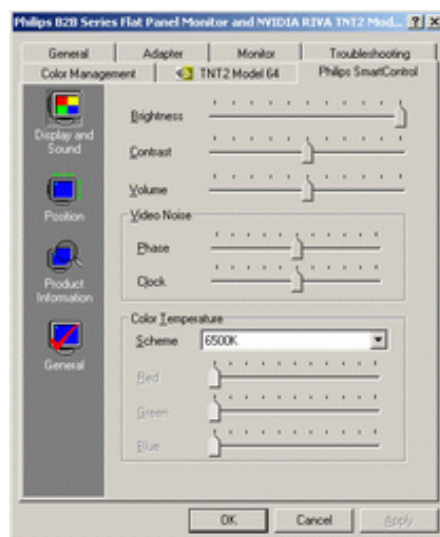 Philips B2B Series Flat Panel Monitor and NVIDIA RIVA TNT2 Mod...
General Adapter Monitor Troubleshooting
Color Management TNT2 Model 64 Philips SmartControl
Display and Sound
Position
Product Information
General
Brightness
Contrast
Volume
Video Noise
Phase
Clock
Color Temperature
Scheme 6500K
Red
Green
Blue
OK Cancel Apply